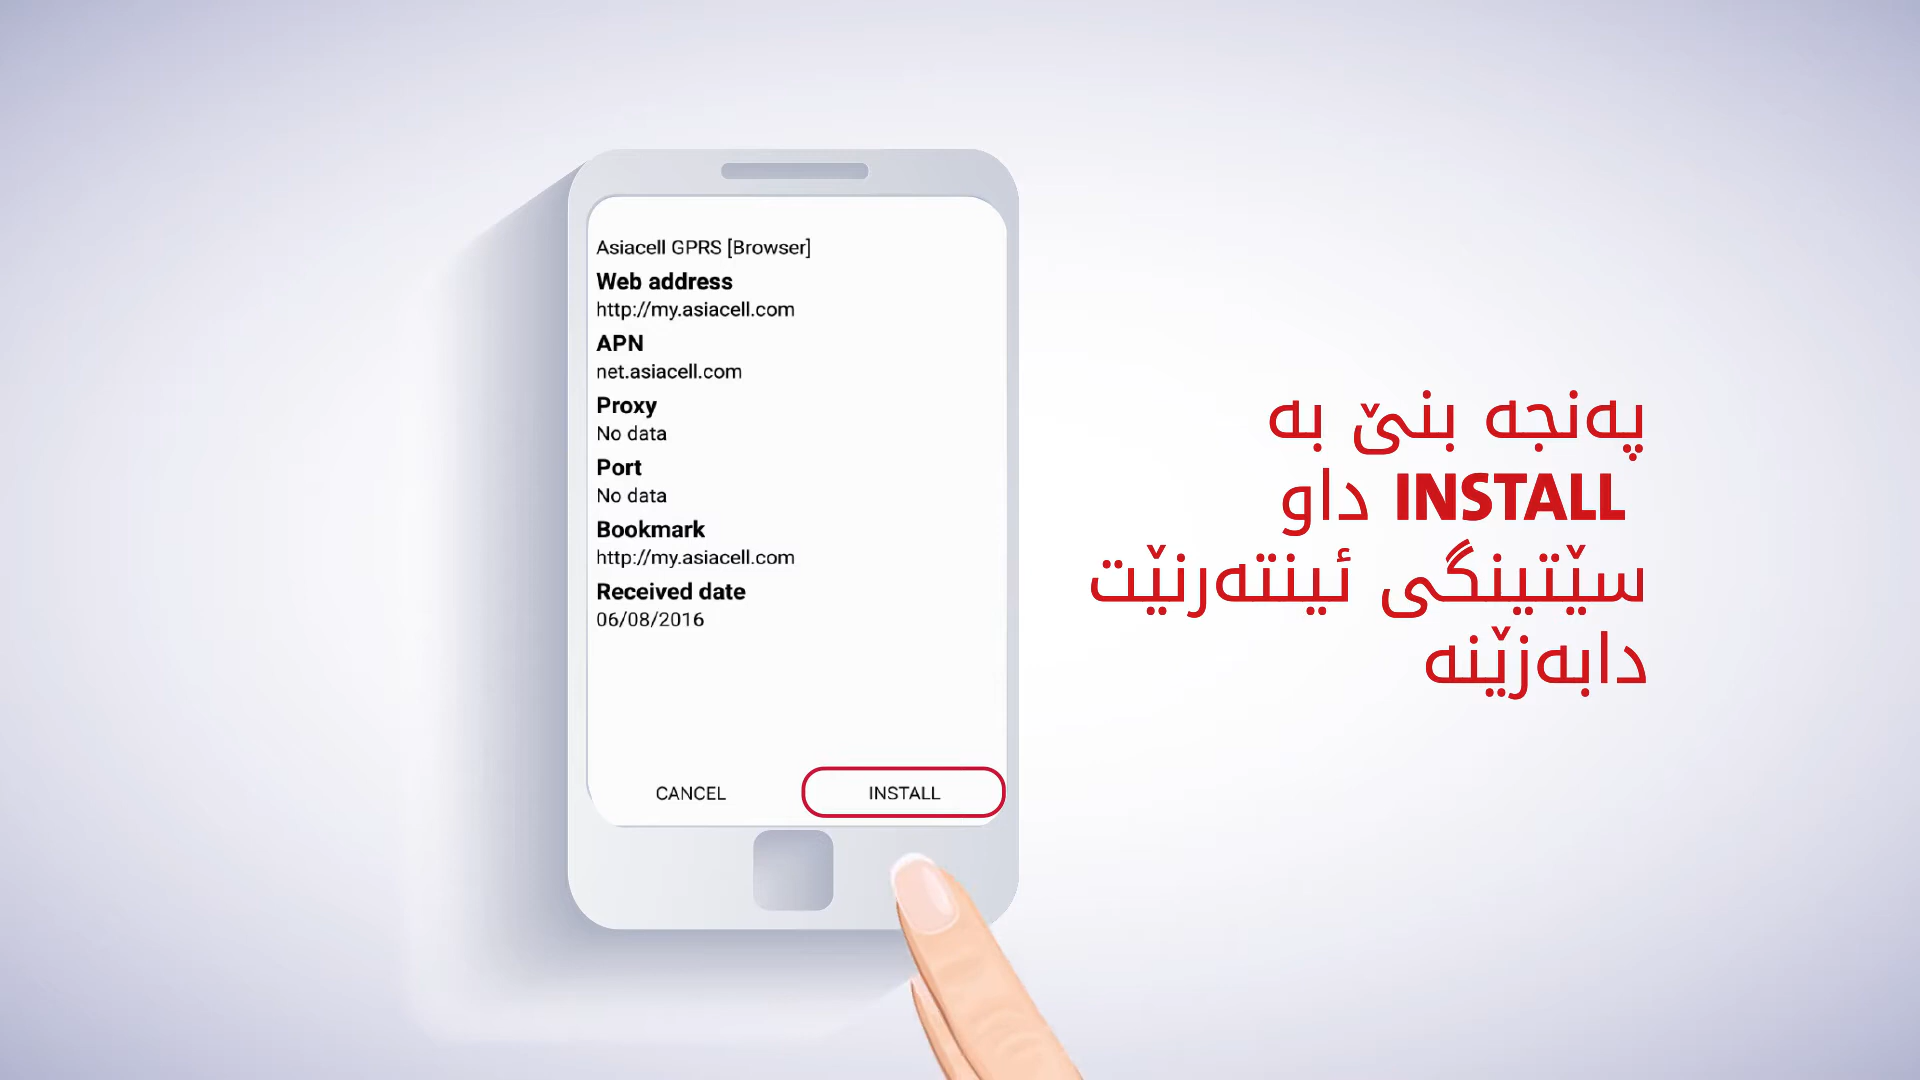 Asiacell GPRS [Browser]
Web address
http://my.asiacell.com
APN
net.asiacell.com
Proxy
No data
Port
No data
Bookmark
http://my.asiacell.com
Received date
06/08/2016
CANCEL
INSTALL
پەنجە بنێ بە
INSTALL داو
سێتینگی ئینتەرنێت
دابەزێنە